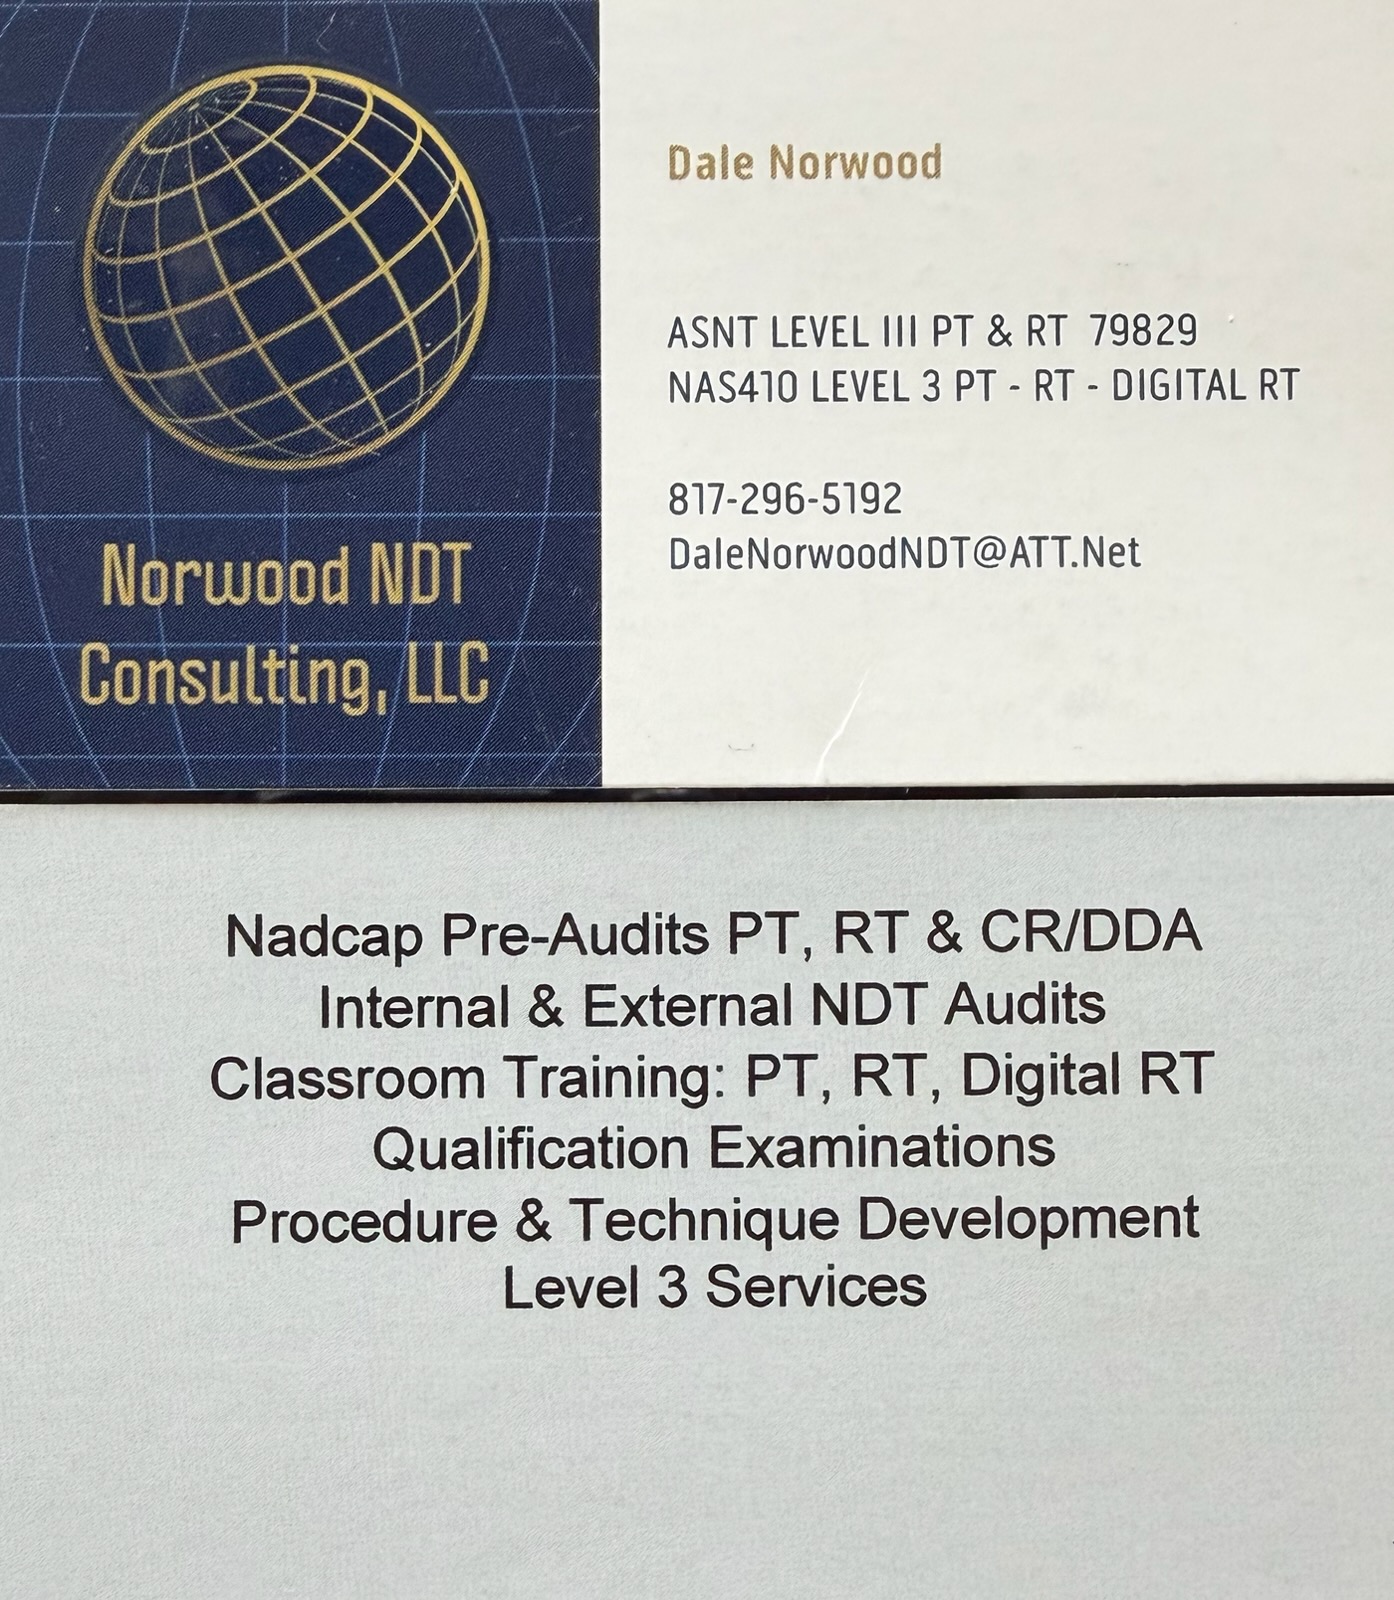 Norwood NDT
Consulting, LLC
Dale Norwood
ASNT LEVEL III PT & RT 79829
NAS410 LEVEL 3 PT - RT - DIGITAL RT
817-296-5192
DaleNorwoodNDT@ATT.Net
Nadcap Pre-Audits PT, RT & CR/DDA
Internal & External NDT Audits
Classroom Training: PT, RT, Digital RT
Qualification Examinations
Procedure & Technique Development
Level 3 Services